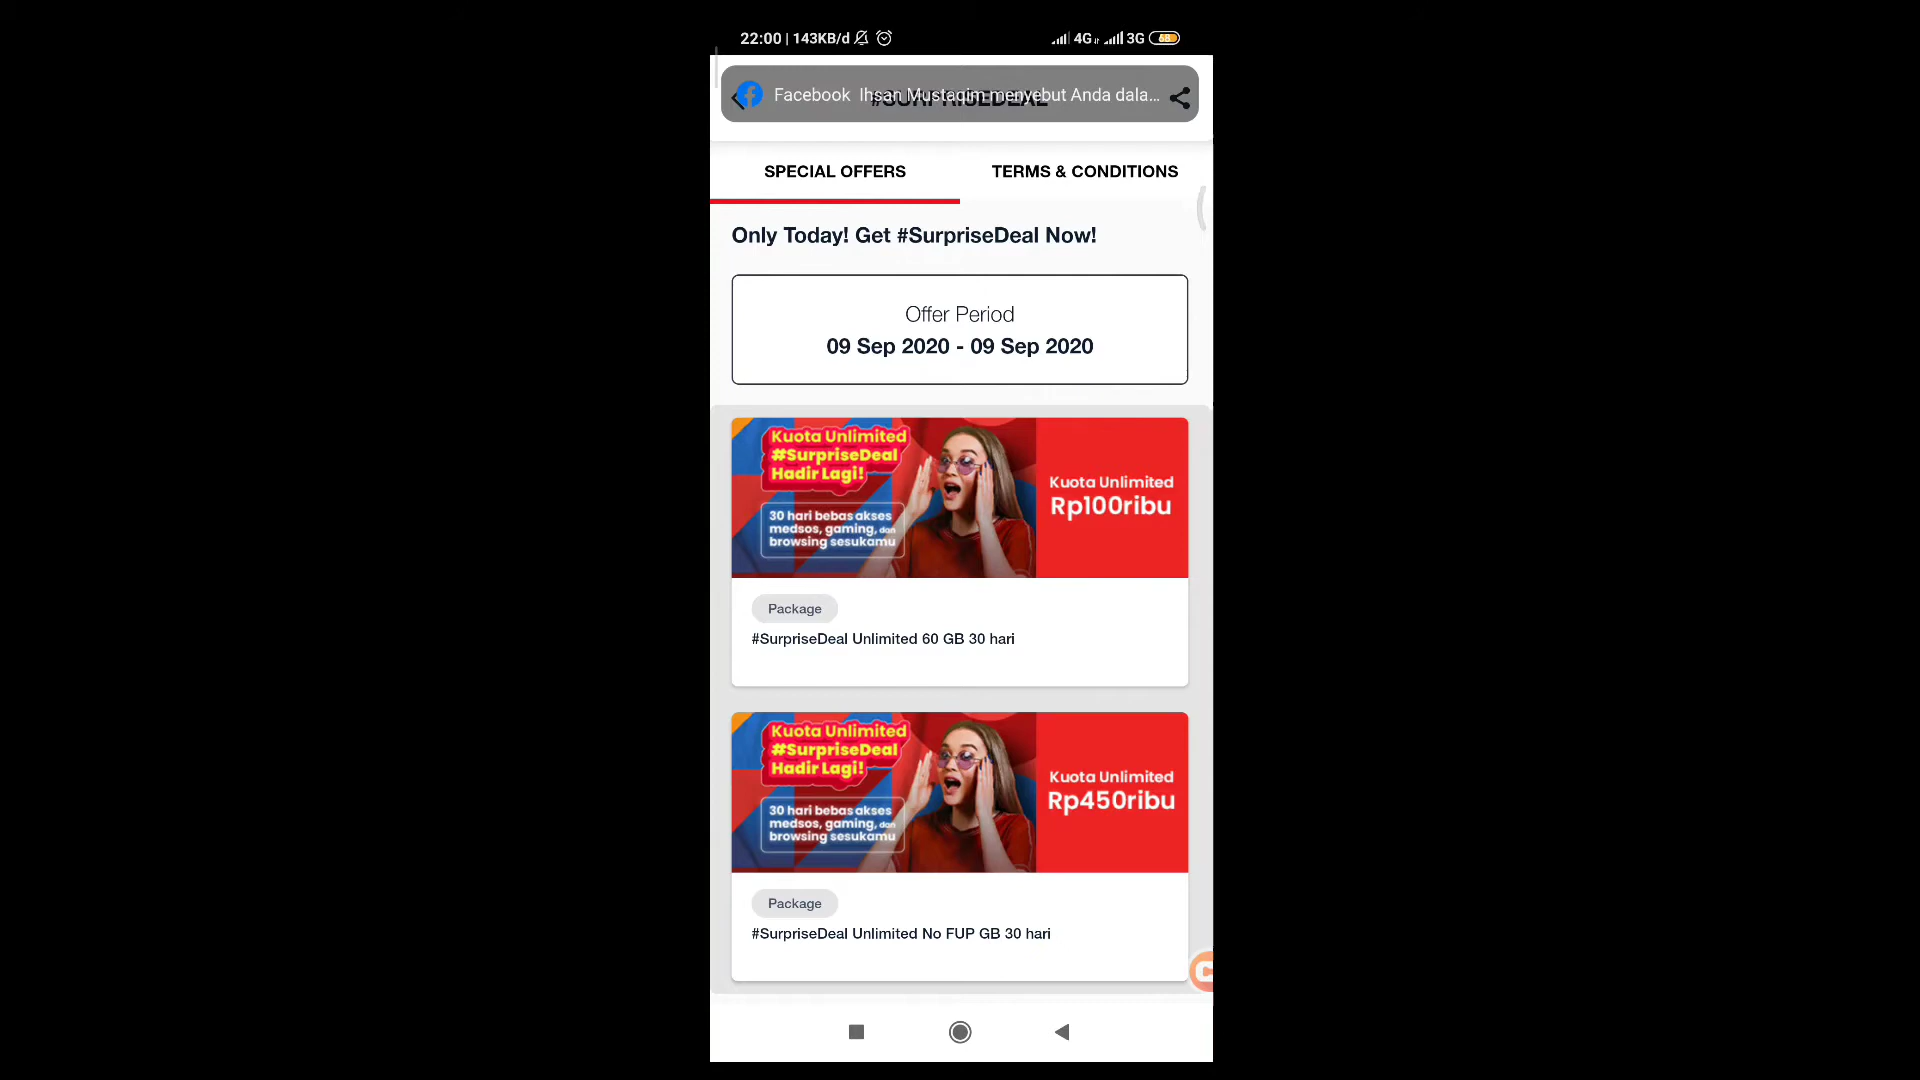 22:00 | 143KB/d
4G 3G 68
Facebook Ihsan Mustaqim menyebut Anda dala...
#SURPRISEDEAL
SPECIAL OFFERS
TERMS & CONDITIONS
Only Today! Get #SurpriseDeal Now!
Offer Period
09 Sep 2020 - 09 Sep 2020
Kuota Unlimited
#SurpriseDeal
Hadir Lagi!
30 hari bebas akses
medsos, gaming, dan
browsing sesukamu
Kuota Unlimited
Rp100ribu
Package
#SurpriseDeal Unlimited 60 GB 30 hari
Kuota Unlimited
#SurpriseDeal
Hadir Lagi!
30 hari bebas akses
medsos, gaming, dan
browsing sesukamu
Kuota Unlimited
Rp450ribu
Package
#SurpriseDeal Unlimited No FUP GB 30 hari